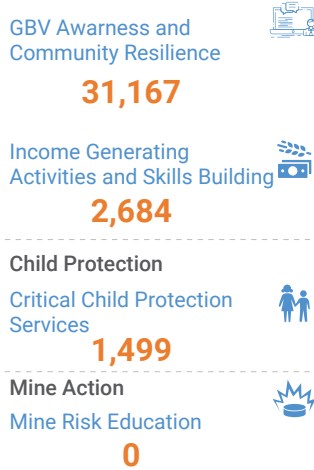 GBV Awarness and
Community Resilience
31,167
Income Generating
Activities and Skills Building
2,684
Child Protection
Critical Child Protection
Services
1,499
Mine Action
Mine Risk Education
0